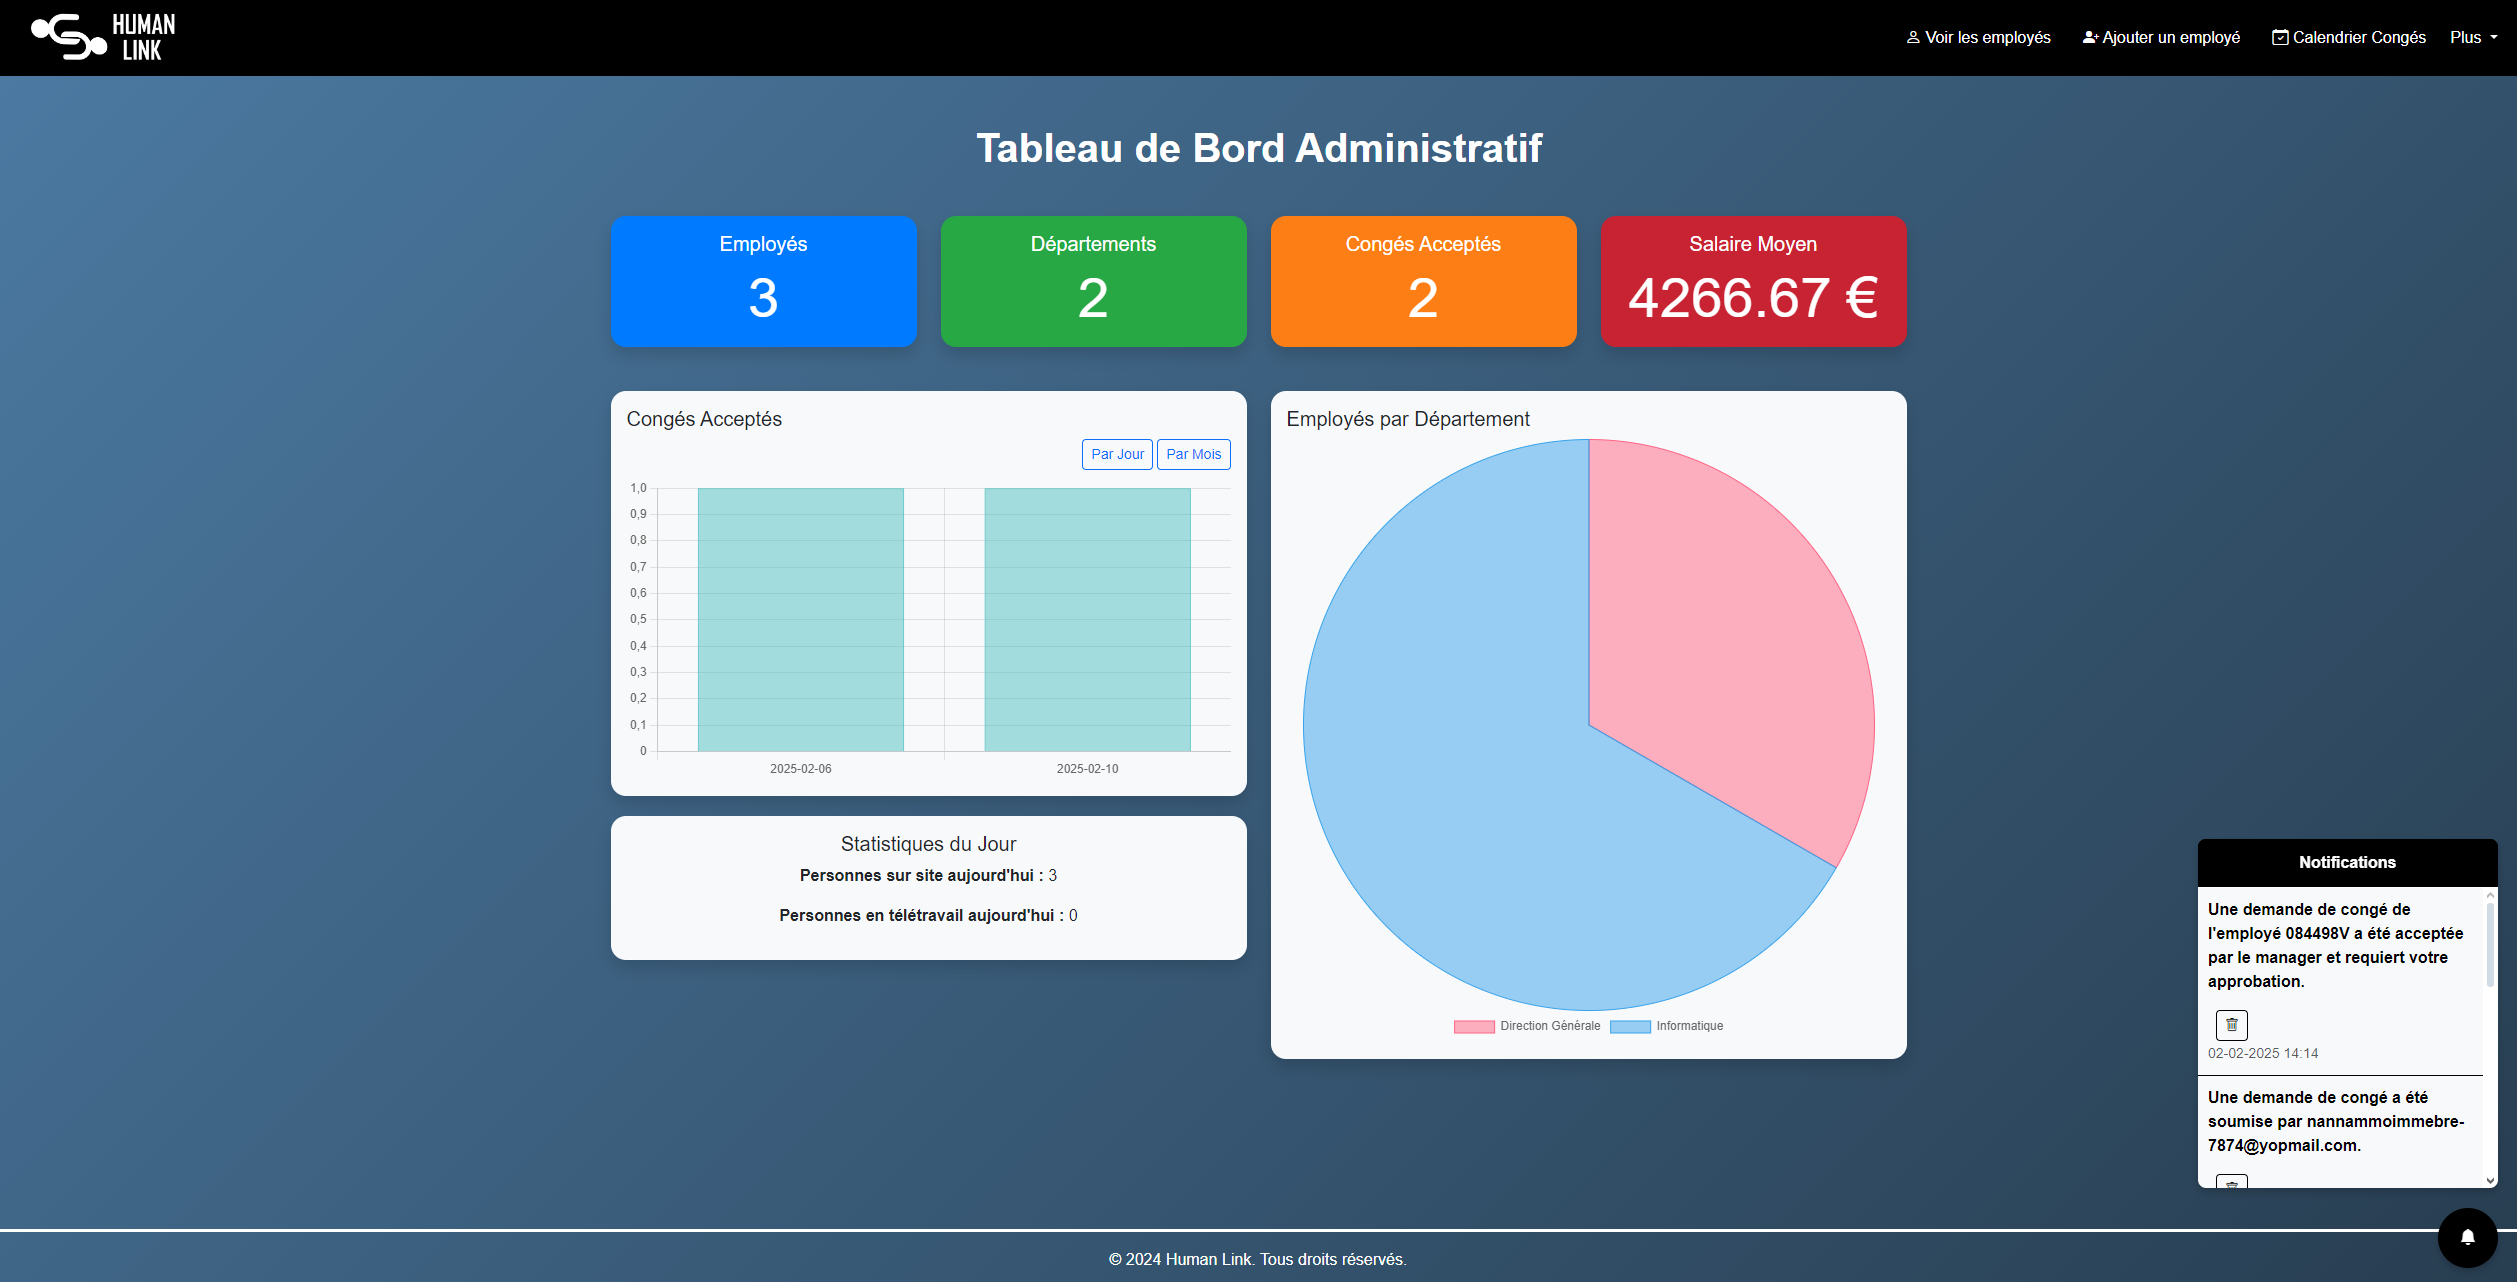 HUMAN
LINK
Voir les employés
Ajouter un employé
Calendrier Congés
Plus
Tableau de Bord Administratif
Employés
3
Départements
2
Congés Acceptés
2
Salaire Moyen
4266.67 €
Congés Acceptés
Par Jour
Par Mois
1,0
0,9
0,8
0,7
0,6
0,5
0,4
0,3
0,2
0,1
0
2025-02-06
2025-02-10
Statistiques du Jour
Personnes sur site aujourd'hui : 3
Personnes en télétravail aujourd'hui : 0
Employés par Département
Direction Générale
Informatique
Notifications
Une demande de congé de
l'employé 084498V a été acceptée
par le manager et requiert votre
approbation.
02-02-2025 14:14
Une demande de congé a été
soumise par nannammoimmebre-
7874@yopmail.com.
© 2024 Human Link. Tous droits réservés.